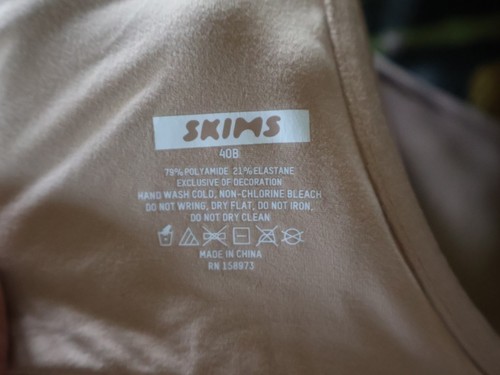 SKIMS
40B
78% POLYAMIDE 21% ELASTANE
EXCLUSIVE OF DECORATION
HAND WASH COLD, NON-CHLORINE BLEACH
DO NOT WRING, DRY FLAT, DO NOT IRON,
DO NOT DRY CLEAN
MADE IN CHINA
RN 158973